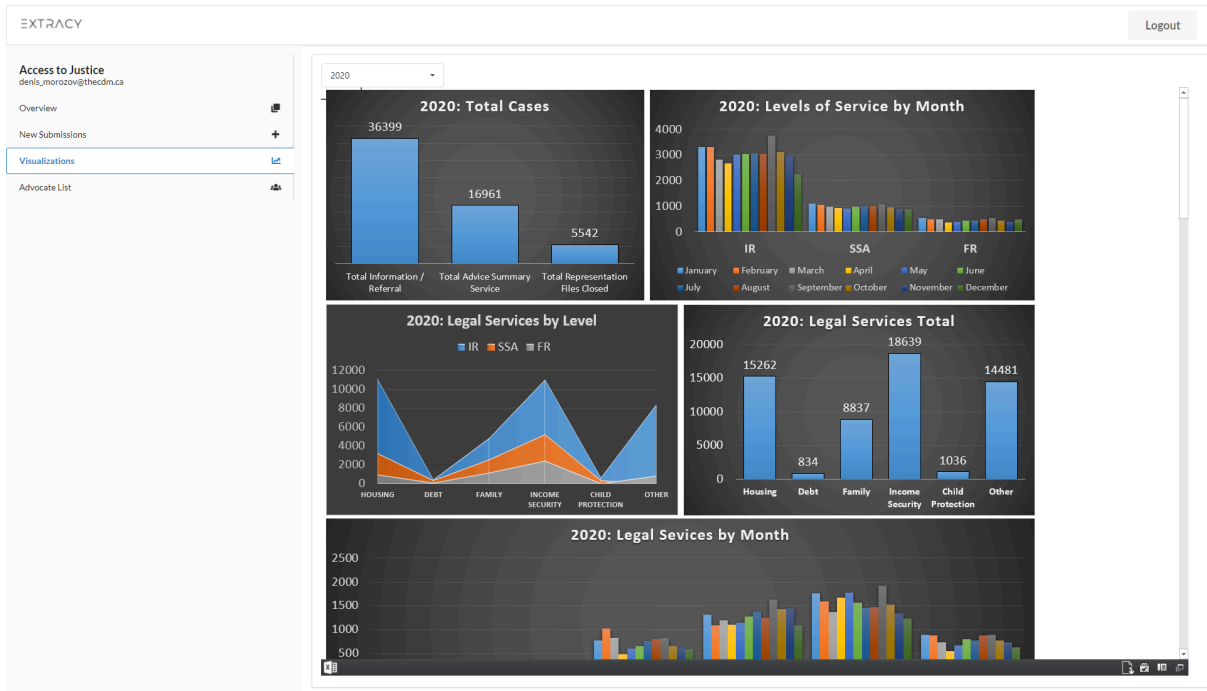 EXTRACY
Logout
Access to Justice
denis_morozov@thecdm.ca
Overview
New Submissions
Visualizations
Advocate List
2020
2020: Total Cases
36399
16961
5542
Total Information / Referral
Total Advice Summary Service
Total Representation Files Closed
2020: Levels of Service by Month
4000
3000
2000
1000
0
IR SSA FR
January February March April May June
July August September October November December
2020: Legal Services by Level
IR SSA FR
12000
10000
8000
6000
4000
2000
0
HOUSING DEBT FAMILY INCOME SECURITY CHILD PROTECTION OTHER
2020: Legal Services Total
20000
15000
10000
5000
0
15262
834
8837
18639
1036
14481
Housing Debt Family Income Security Child Protection Other
2020: Legal Sevices by Month
2500
2000
1500
1000
500